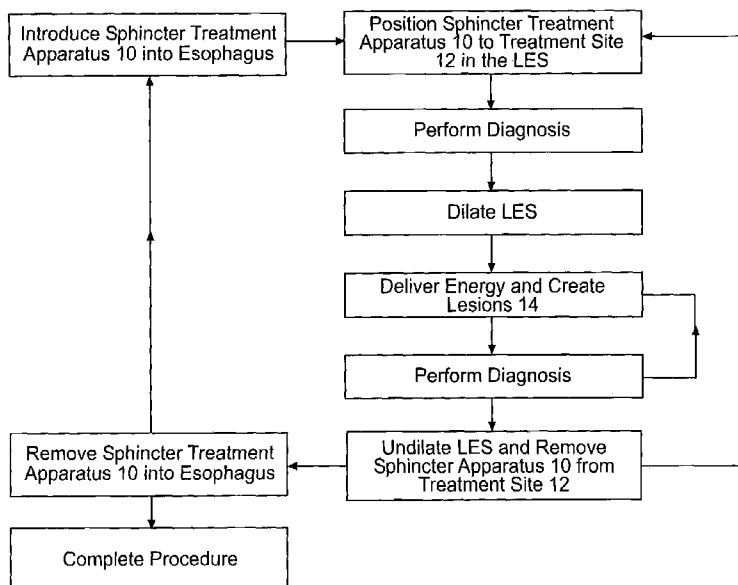 Introduce Sphincter Treatment
Apparatus 10 into Esophagus
Position Sphincter Treatment
Apparatus 10 to Treatment Site
12 in the LES
Perform Diagnosis
Dilate LES
Deliver Energy and Create
Lesions 14
Perform Diagnosis
Undilate LES and Remove
Sphincter Apparatus 10 from
Treatment Site 12
Remove Sphincter Treatment
Apparatus 10 into Esophagus
Complete Procedure